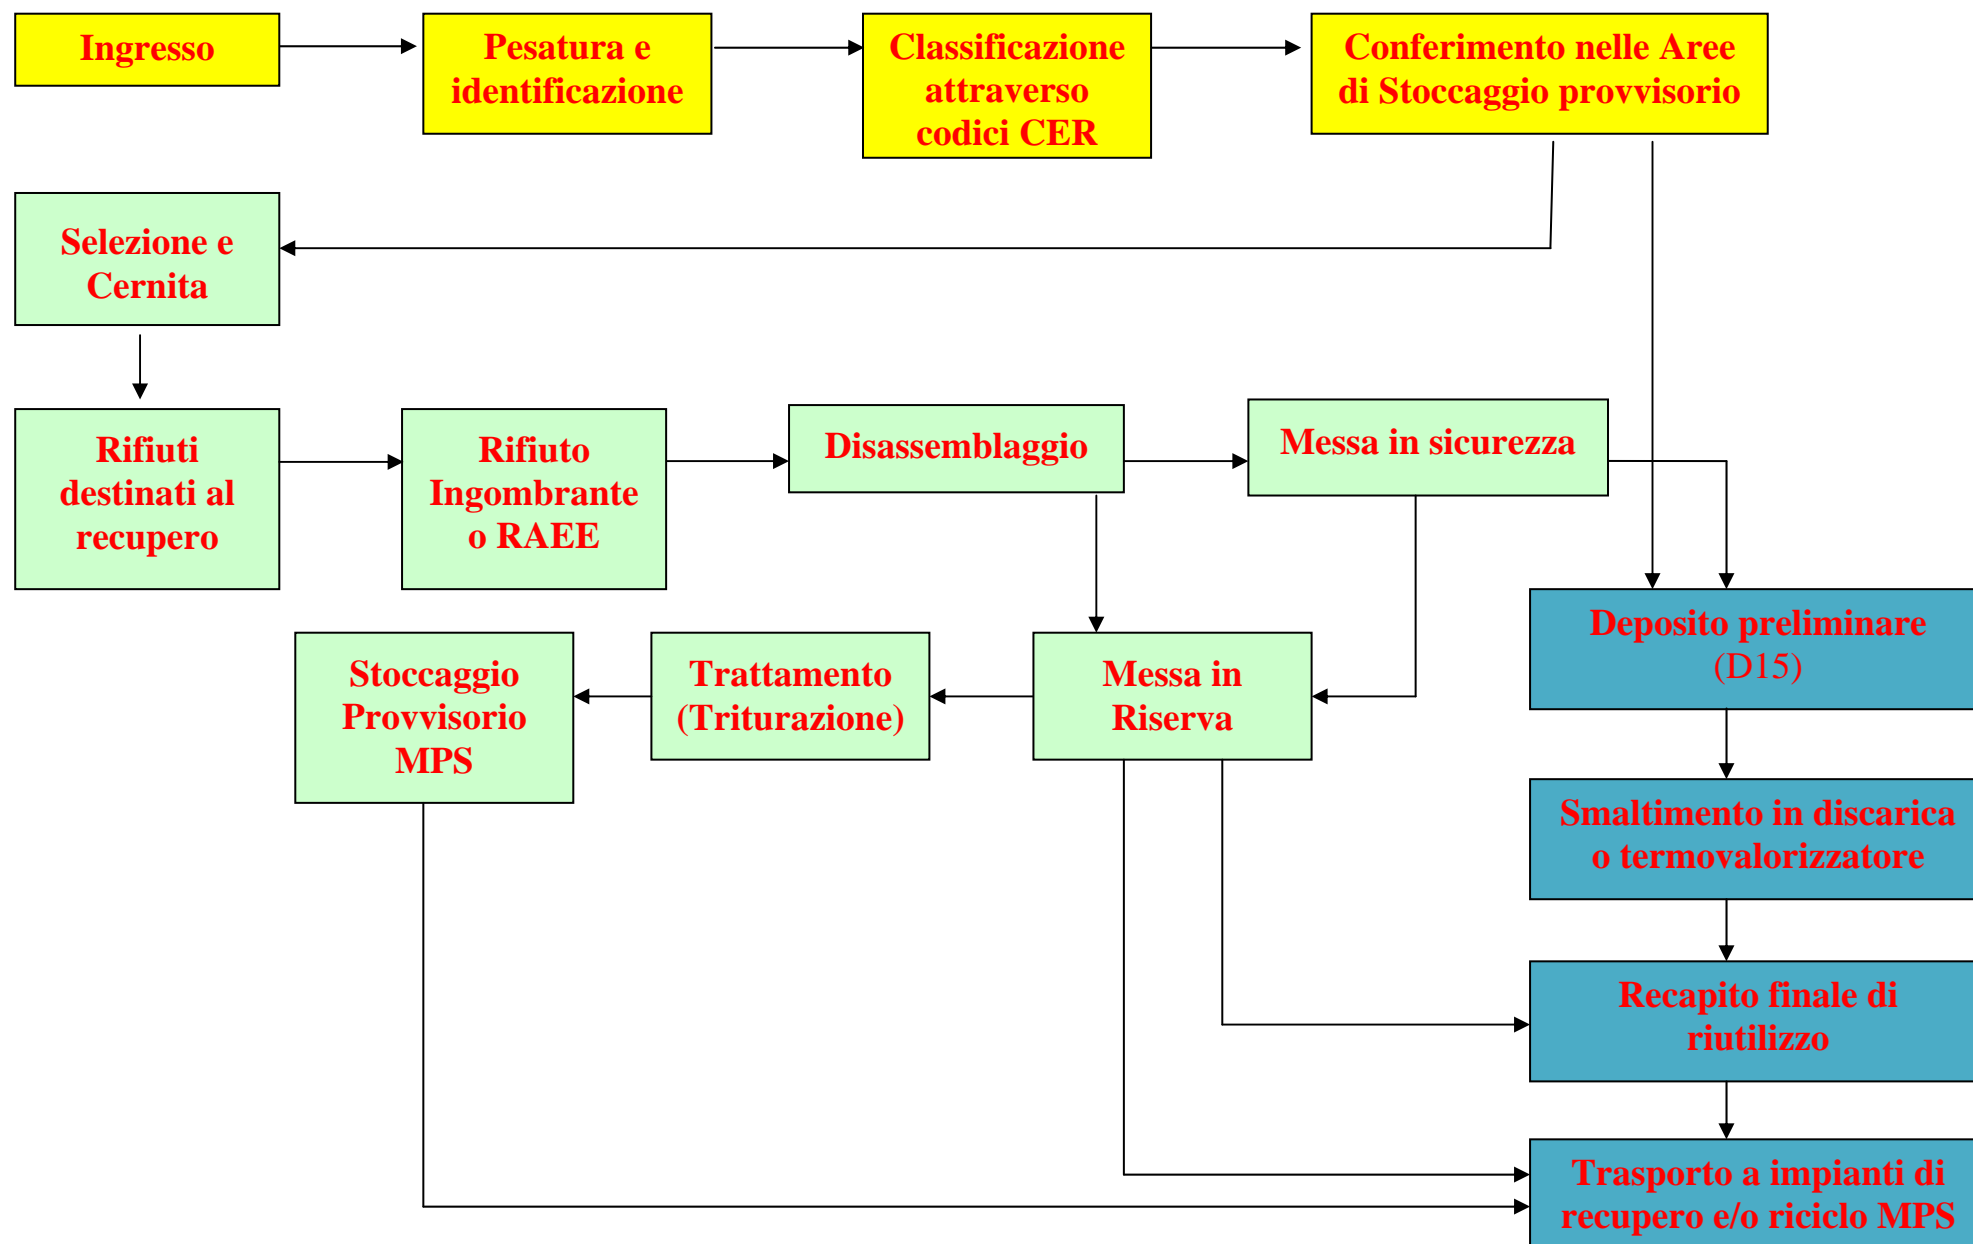 Ingresso
Pesatura e
identificazione
Classificazione
attraverso
codici CER
Conferimento nelle Aree
di Stoccaggio provvisorio
Selezione e
Cernita
Rifiuti
destinati al
recupero
Rifiuto
Ingombrante
o RAEE
Disassemblaggio
Messa in sicurezza
Stoccaggio
Provvisorio
MPS
Trattamento
(Triturazione)
Messa in
Riserva
Deposito preliminare
(D15)
Smaltimento in discarica
o termovalorizzatore
Recapito finale di
riutilizzo
Trasporto a impianti di
recupero e/o riciclo MPS